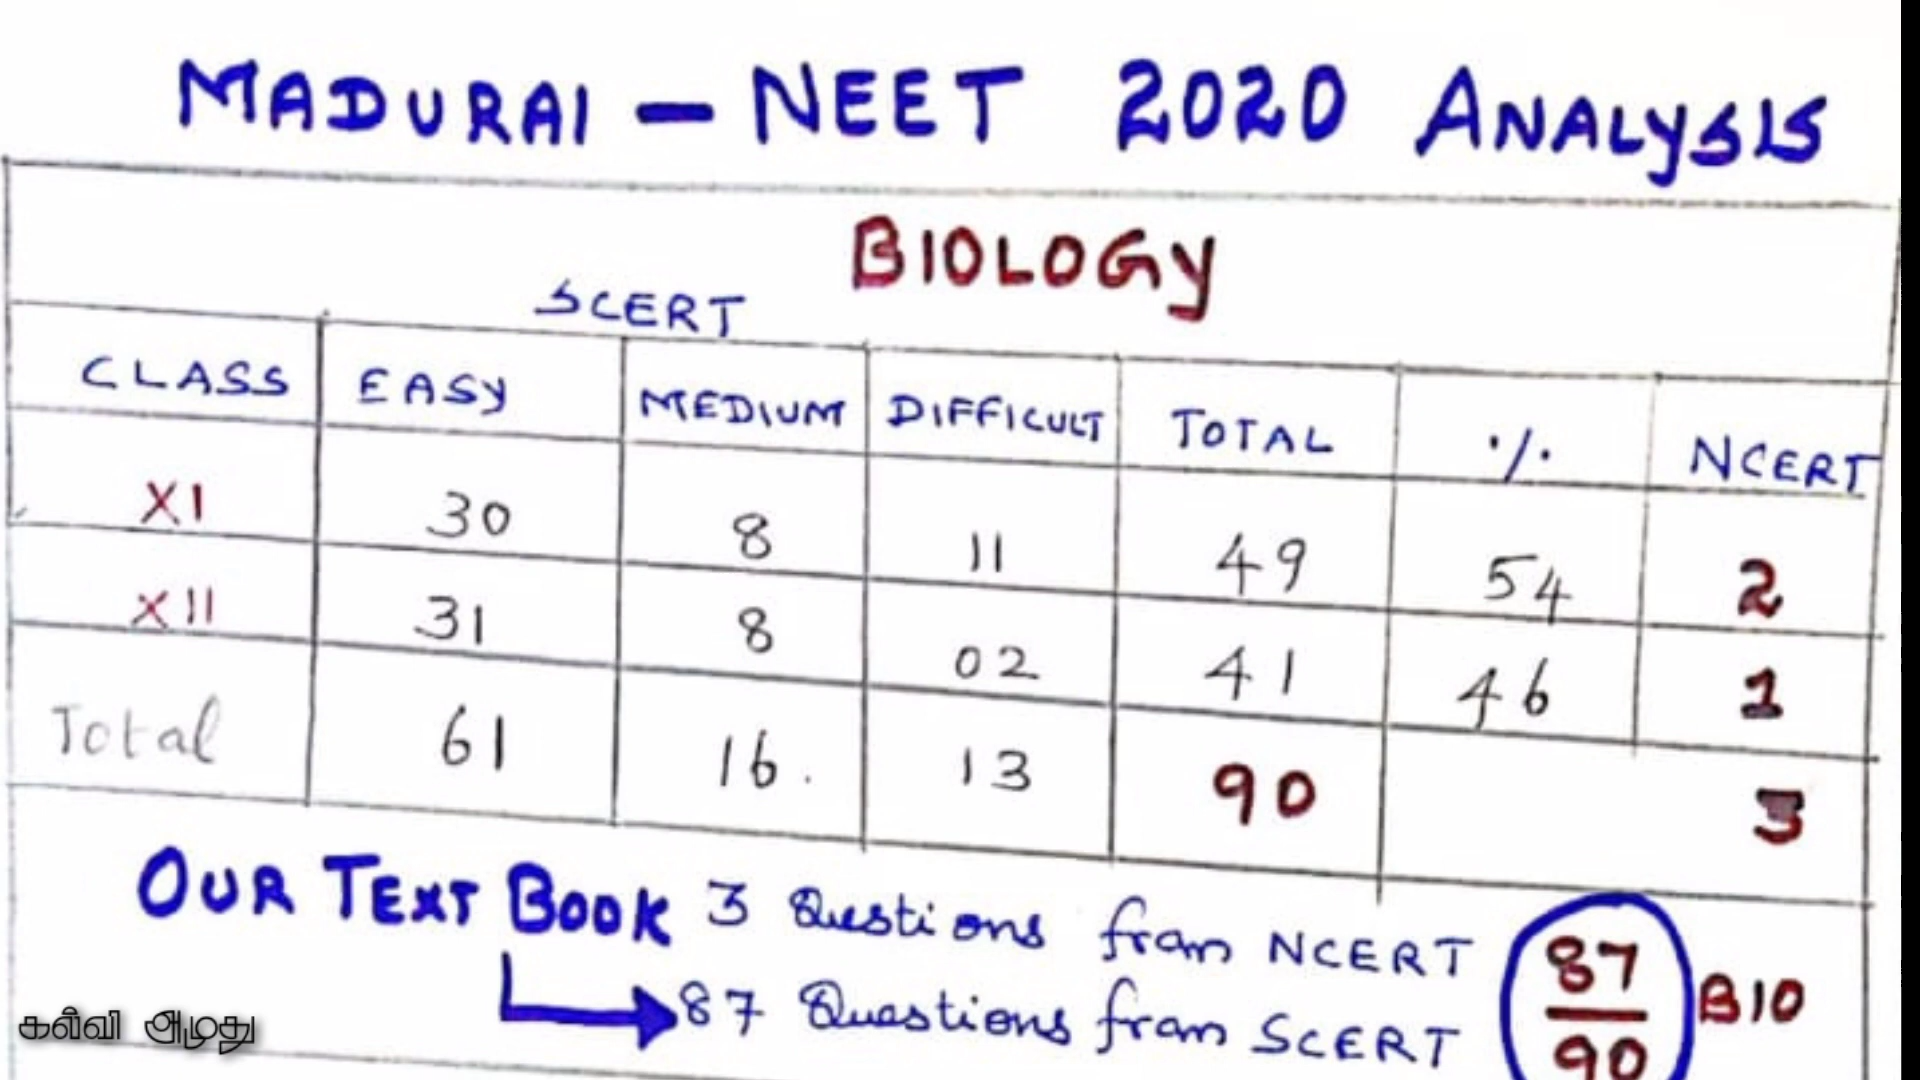 MADURAI - NEET 2020 ANALYSIS
BIOLOGY
SCERT
CLASS EASY MEDIUM DIFFICULT TOTAL % NCERT
XI 30 8 11 49 54 2
XII 31 8 02 41 46 1
Total 61 16. 13 90 3
OUR TEXT BOOK 3 Questions from NCERT
87 Questions from SCERT
87/90 BIO
கல்வி அமுது